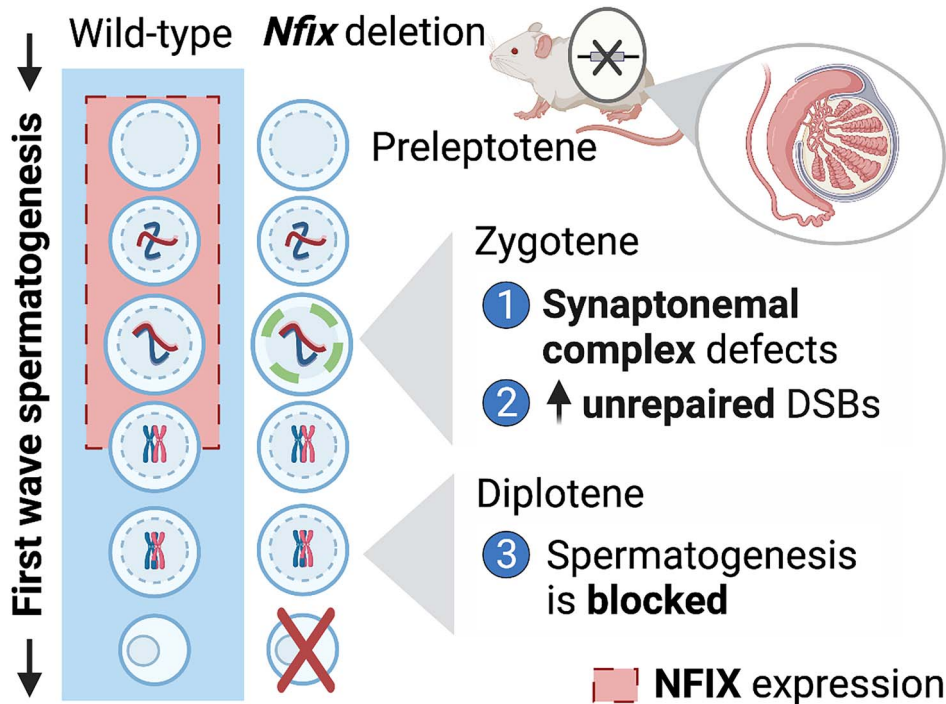 Wild-type
Nfix deletion
First wave spermatogenesis
Preleptotene
Zygotene
1 Synaptonemal
complex defects
2 ↑ unrepaired DSBs
Diplotene
3 Spermatogenesis
is blocked
NFIX expression